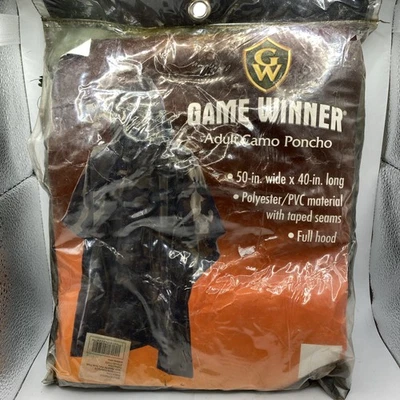 GW
GAME WINNER
Adult Camo Poncho
• 50-in. wide x 40-in. long
• Polyester/PVC material
with taped seams
• Full hood